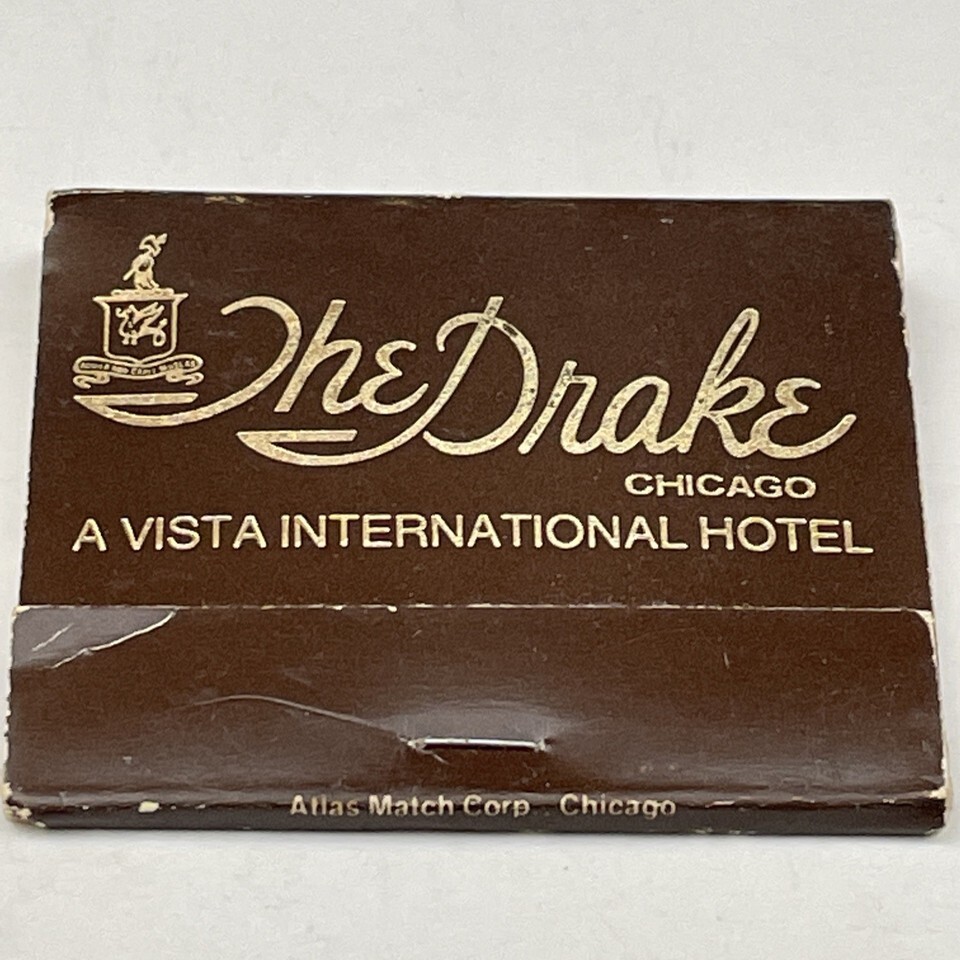 The Drake
CHICAGO
A VISTA INTERNATIONAL HOTEL
Atlas Match Corp. Chicago